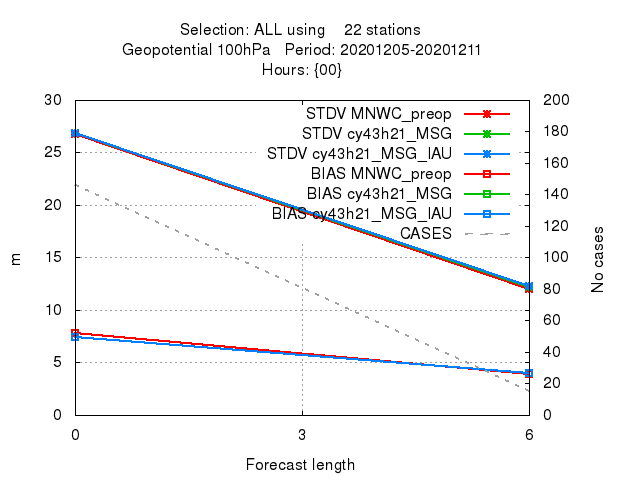 Selection: ALL using    22 stations
Geopotential 100hPa   Period: 20201205-20201211
Hours: {00}
STDV MNWC_preop
STDV cy43h21_MSG
STDV cy43h21_MSG_IAU
BIAS MNWC_preop
BIAS cy43h21_MSG
BIAS cy43h21_MSG_IAU
CASES
30
25
20
15
10
5
0
m
200
180
160
140
120
100
80
60
40
20
0
No cases
0 3 6
Forecast length